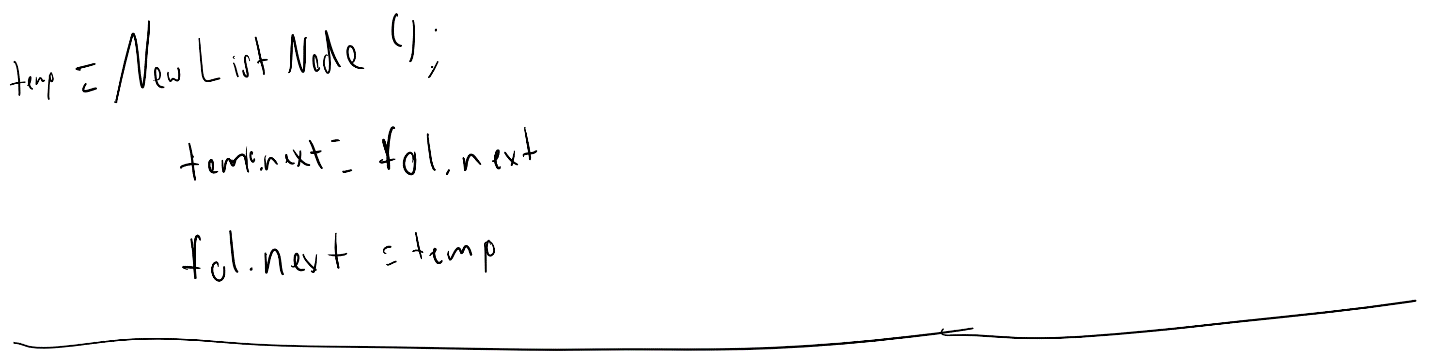 temp = New List Node ();
temp.next = fol.next
fol.next = temp